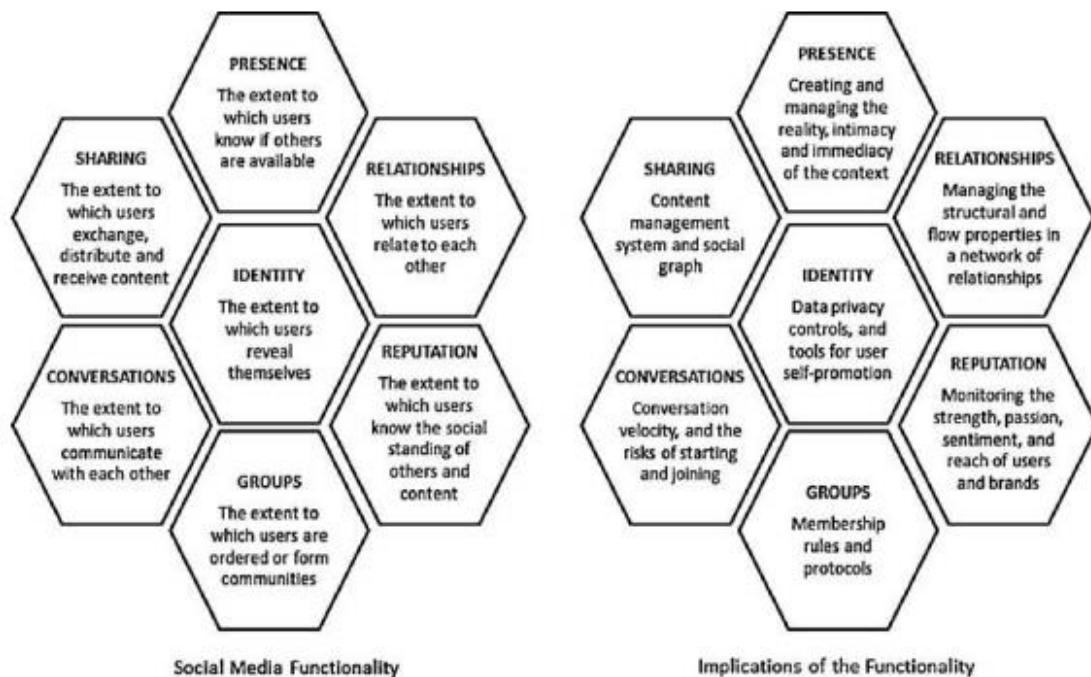 PRESENCE
The extent to
which users
know if others
are available
SHARING
The extent to
which users
exchange,
distribute and
receive content
RELATIONSHIPS
The extent to
which users
relate to each
other
IDENTITY
The extent to
which users
reveal
themselves
CONVERSATIONS
The extent to
which users
communicate
with each other
REPUTATION
The extent to
which users
know the social
standing of
others and
content
GROUPS
The extent to
which users are
ordered or form
communities
Social Media Functionality
PRESENCE
Creating and
managing the
reality, intimacy
and immediacy
of the context
SHARING
Content
management
system and social
graph
RELATIONSHIPS
Managing the
structural and
flow properties in
a network of
relationships
IDENTITY
Data privacy
controls, and
tools for user
self-promotion
CONVERSATIONS
Conversation
velocity, and the
risks of starting
and joining
REPUTATION
Monitoring the
strength, passion,
sentiment, and
reach of users
and brands
GROUPS
Membership
rules and
protocols
Implications of the Functionality